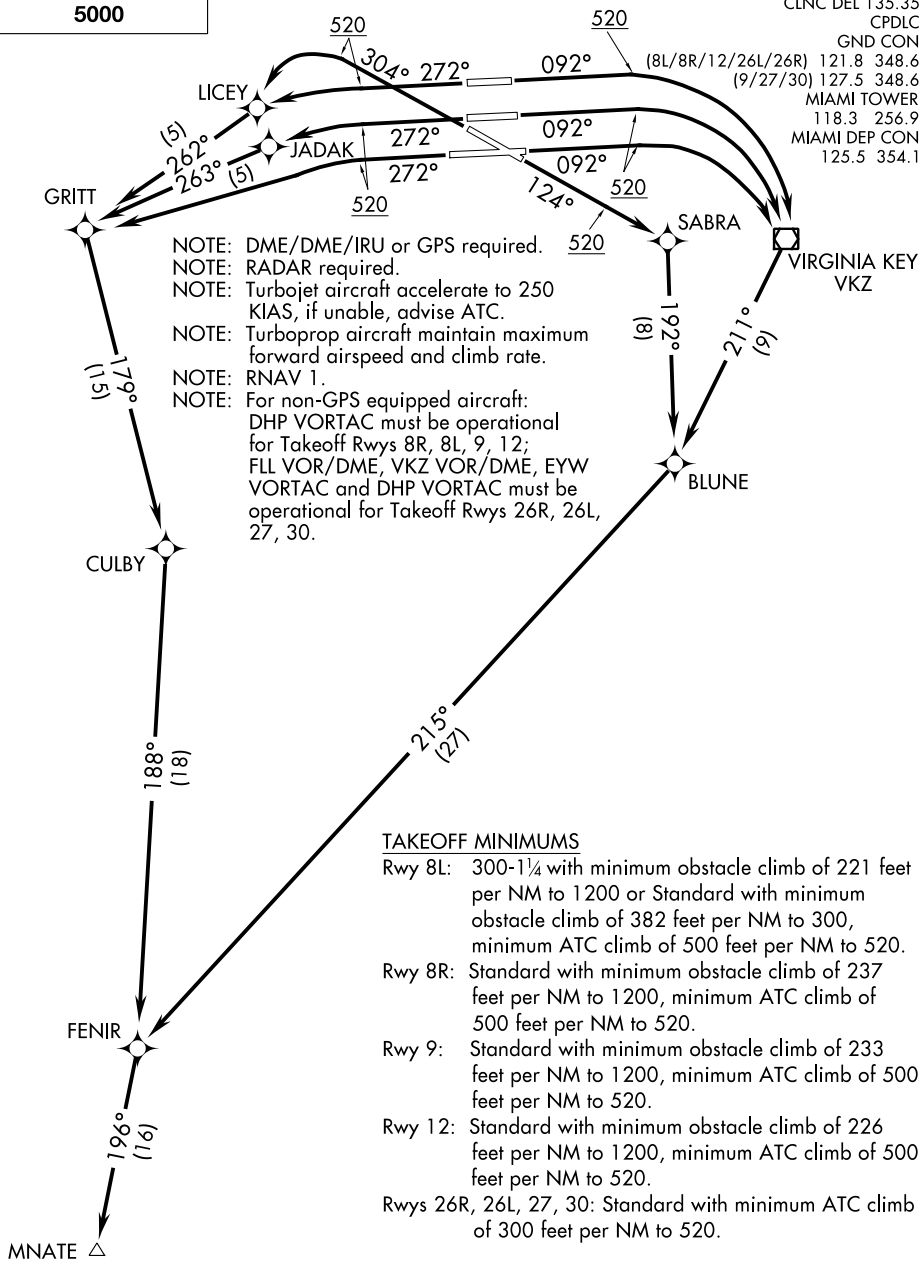 5000
CLNC DEL 135.35
CPDLC
GND CON
(8L/8R/12/26L/26R) 121.8 348.6
(9/27/30) 127.5 348.6
MIAMI TOWER
118.3 256.9
MIAMI DEP CON
125.5 354.1
520
520
304°
272°
092°
LICEY
(5)
262°
JADAK
272°
092°
263°
(5)
272°
092°
GRITT
520
520
124°
520
SABRA
VIRGINIA KEY
VKZ
NOTE: DME/DME/IRU or GPS required.
NOTE: RADAR required.
NOTE: Turbojet aircraft accelerate to 250
KIAS, if unable, advise ATC.
NOTE: Turboprop aircraft maintain maximum
forward airspeed and climb rate.
NOTE: RNAV 1.
NOTE: For non-GPS equipped aircraft:
DHP VORTAC must be operational
for Takeoff Rwys 8R, 8L, 9, 12;
FLL VOR/DME, VKZ VOR/DME, EYW
VORTAC and DHP VORTAC must be
operational for Takeoff Rwys 26R, 26L,
27, 30.
192°
(8)
211°
(9)
179°
(15)
BLUNE
CULBY
215°
(27)
188°
(18)
TAKEOFF MINIMUMS
Rwy 8L: 300-1¼ with minimum obstacle climb of 221 feet
per NM to 1200 or Standard with minimum
obstacle climb of 382 feet per NM to 300,
minimum ATC climb of 500 feet per NM to 520.
Rwy 8R: Standard with minimum obstacle climb of 237
feet per NM to 1200, minimum ATC climb of
500 feet per NM to 520.
Rwy 9: Standard with minimum obstacle climb of 233
feet per NM to 1200, minimum ATC climb of 500
feet per NM to 520.
Rwy 12: Standard with minimum obstacle climb of 226
feet per NM to 1200, minimum ATC climb of 500
feet per NM to 520.
Rwys 26R, 26L, 27, 30: Standard with minimum ATC climb
of 300 feet per NM to 520.
FENIR
196°
(16)
MNATE